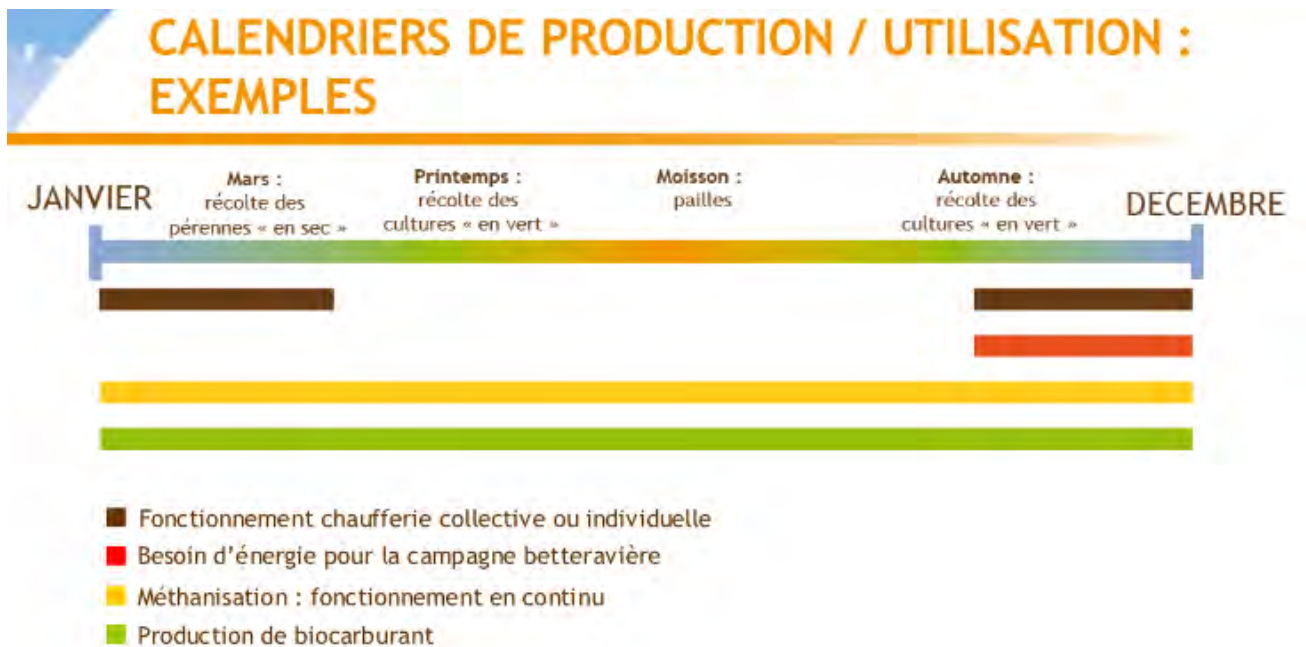 CALENDRIERS DE PRODUCTION / UTILISATION :
EXEMPLES
JANVIER
Mars :
récolte des
pérennes « en sec »
Printemps :
récolte des
cultures « en vert »
Moisson :
pailles
Automne :
récolte des
cultures « en vert »
DECEMBRE
Fonctionnement chaufferie collective ou individuelle
Besoin d'énergie pour la campagne betteravière
Méthanisation : fonctionnement en continu
Production de biocarburant